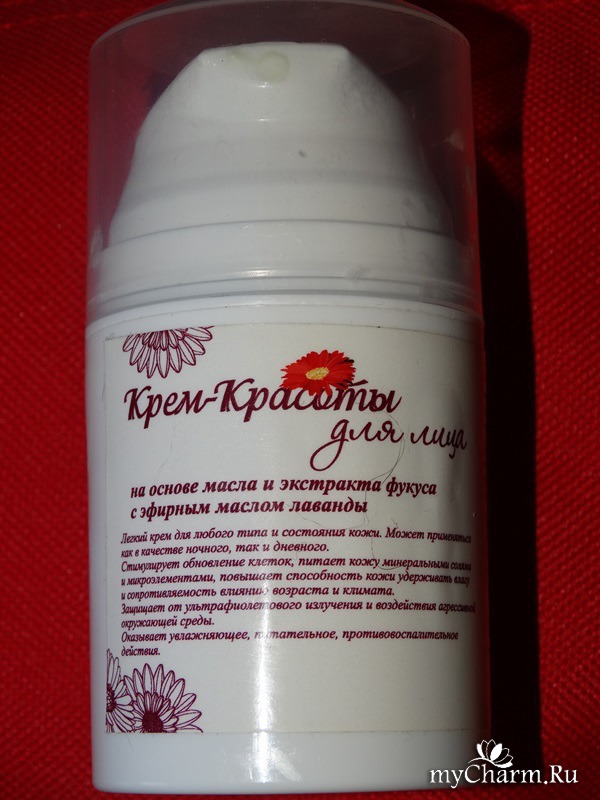 Крем-Красоты
для лица
на основе масла и экстракта фукуса
с эфирным маслом лаванды
Легкий крем для любого типа и состояния кожи. Может применяться
как в качестве ночного, так и дневного.
Стимулирует обновление клеток, питает кожу минеральными солями
и микроэлементами, повышает способность кожи удерживать влагу
и сопротивляемость влиянию возраста и климата.
Защищает от ультрафиолетового излучения и воздействия агрессивной
окружающей среды.
Оказывает увлажняющее, питательное, противовоспалительное
действия.
myCharm.Ru